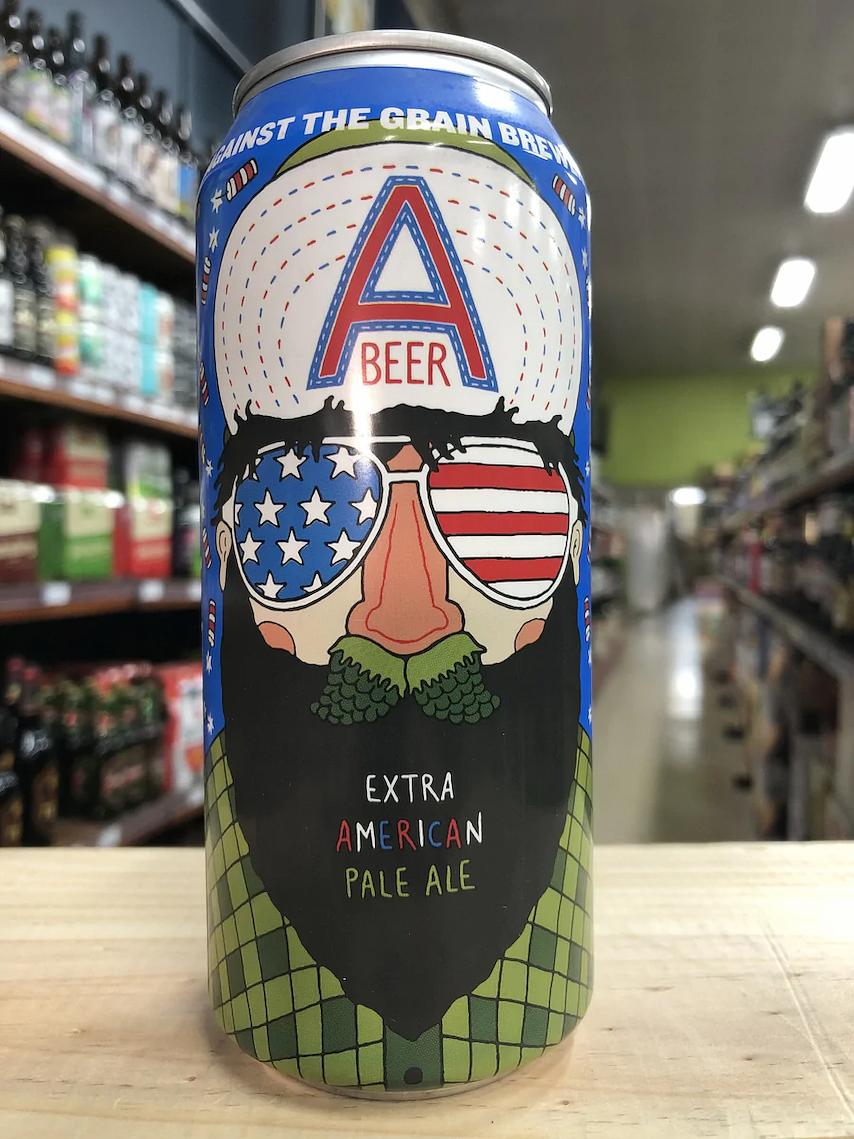 AGAINST THE GRAIN BREW
A
BEER
EXTRA
AMERICAN
PALE ALE